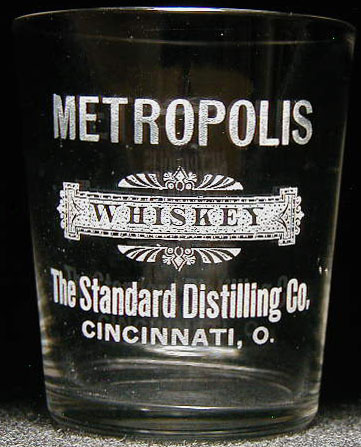 METROPOLIS
WHISKEY
The Standard Distilling Co.
CINCINNATI, O.